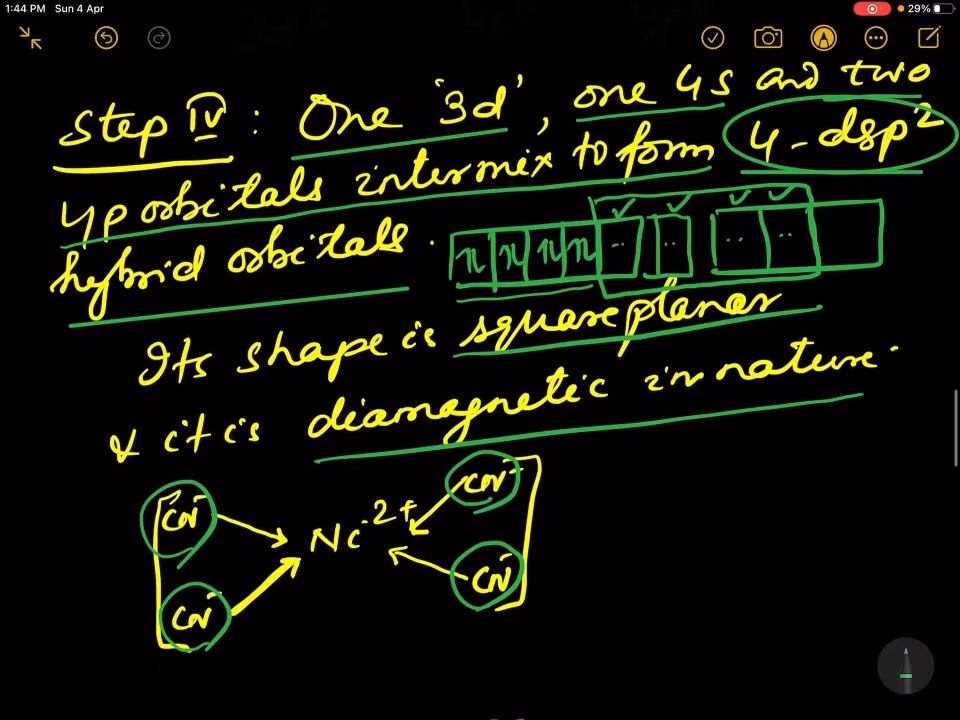 1:44 PM Sun 4 Apr
29%
Step IV : One '3d', one 4s and two
4p orbitals intermix to form 4-dsp²
hybrid orbitals.
Its shape is square planar
& it is diamagnetic in nature.
CN⁻ Ni²⁺ CN⁻
CN⁻ CN⁻